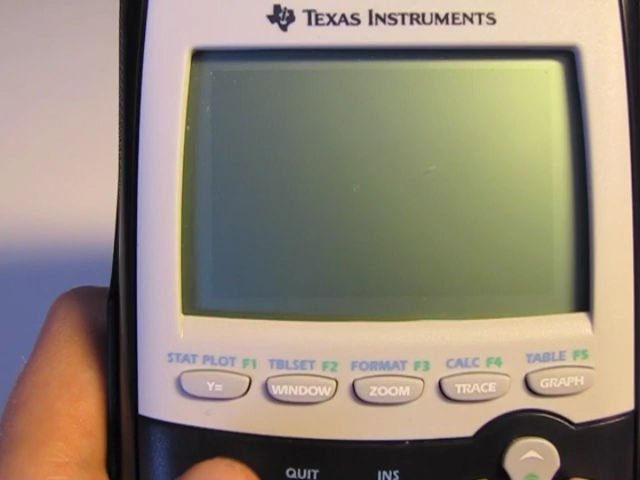 TEXAS INSTRUMENTS
STAT PLOT F1 TBLSET F2 FORMAT F3 CALC F4 TABLE F5
Y= WINDOW ZOOM TRACE GRAPH
QUIT INS